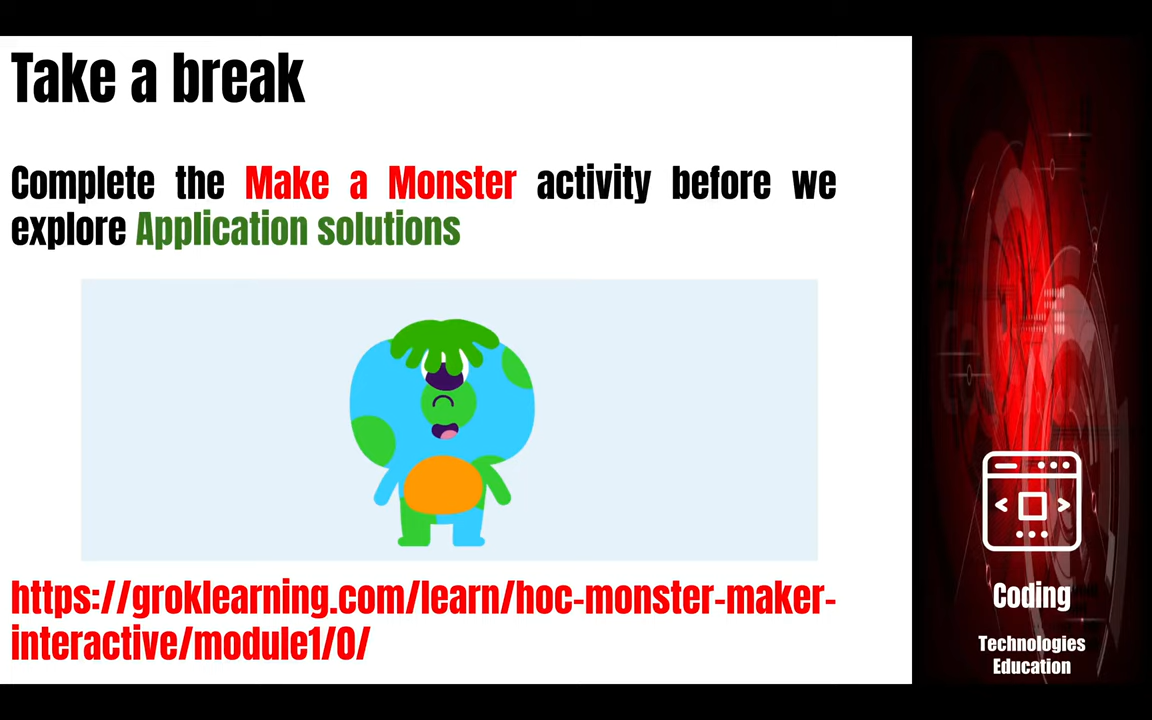 Take a break
Complete the Make a Monster activity before we
explore Application solutions
https://groklearning.com/learn/hoc-monster-maker-
interactive/module1/0/
Coding
Technologies
Education